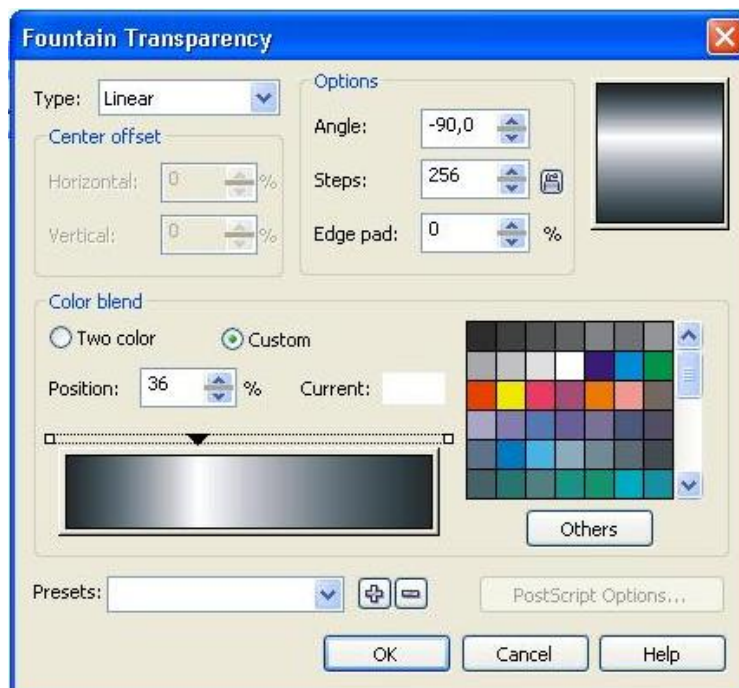 Fountain Transparency
Type: Linear
Options
Angle: -90,0
Steps: 256
Edge pad: 0 %
Center offset
Horizontal: 0 %
Vertical: 0 %
Color blend
Two color Custom
Position: 36 % Current:
Others
Presets:
PostScript Options...
OK Cancel Help